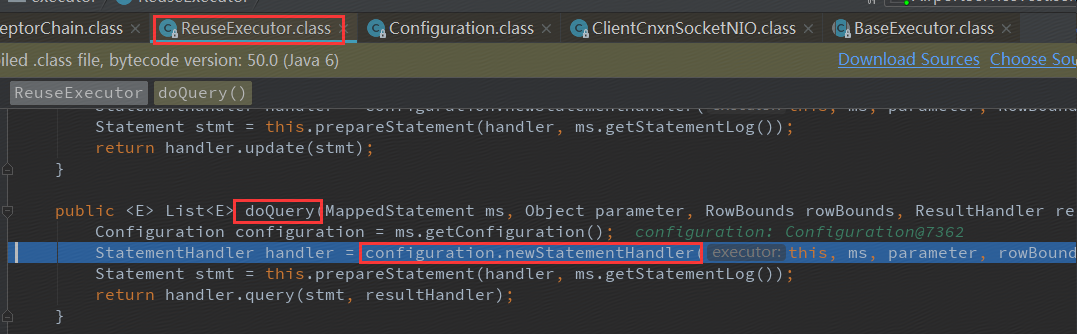 ReuseExecutor
eptorChain.class × ReuseExecutor.class × Configuration.class × ClientCnxnSocketNIO.class × BaseExecutor.class ×
iled .class file, bytecode version: 50.0 (Java 6) Download Sources Choose Sou
ReuseExecutor doQuery()
Statement stmt = this.prepareStatement(handler, ms.getStatementLog());
return handler.update(stmt);
}
public <E> List<E> doQuery(MappedStatement ms, Object parameter, RowBounds rowBounds, ResultHandler re
Configuration configuration = ms.getConfiguration(); configuration: Configuration@7362
StatementHandler handler = configuration.newStatementHandler( executor: this, ms, parameter, rowBound
Statement stmt = this.prepareStatement(handler, ms.getStatementLog());
return handler.query(stmt, resultHandler);
}